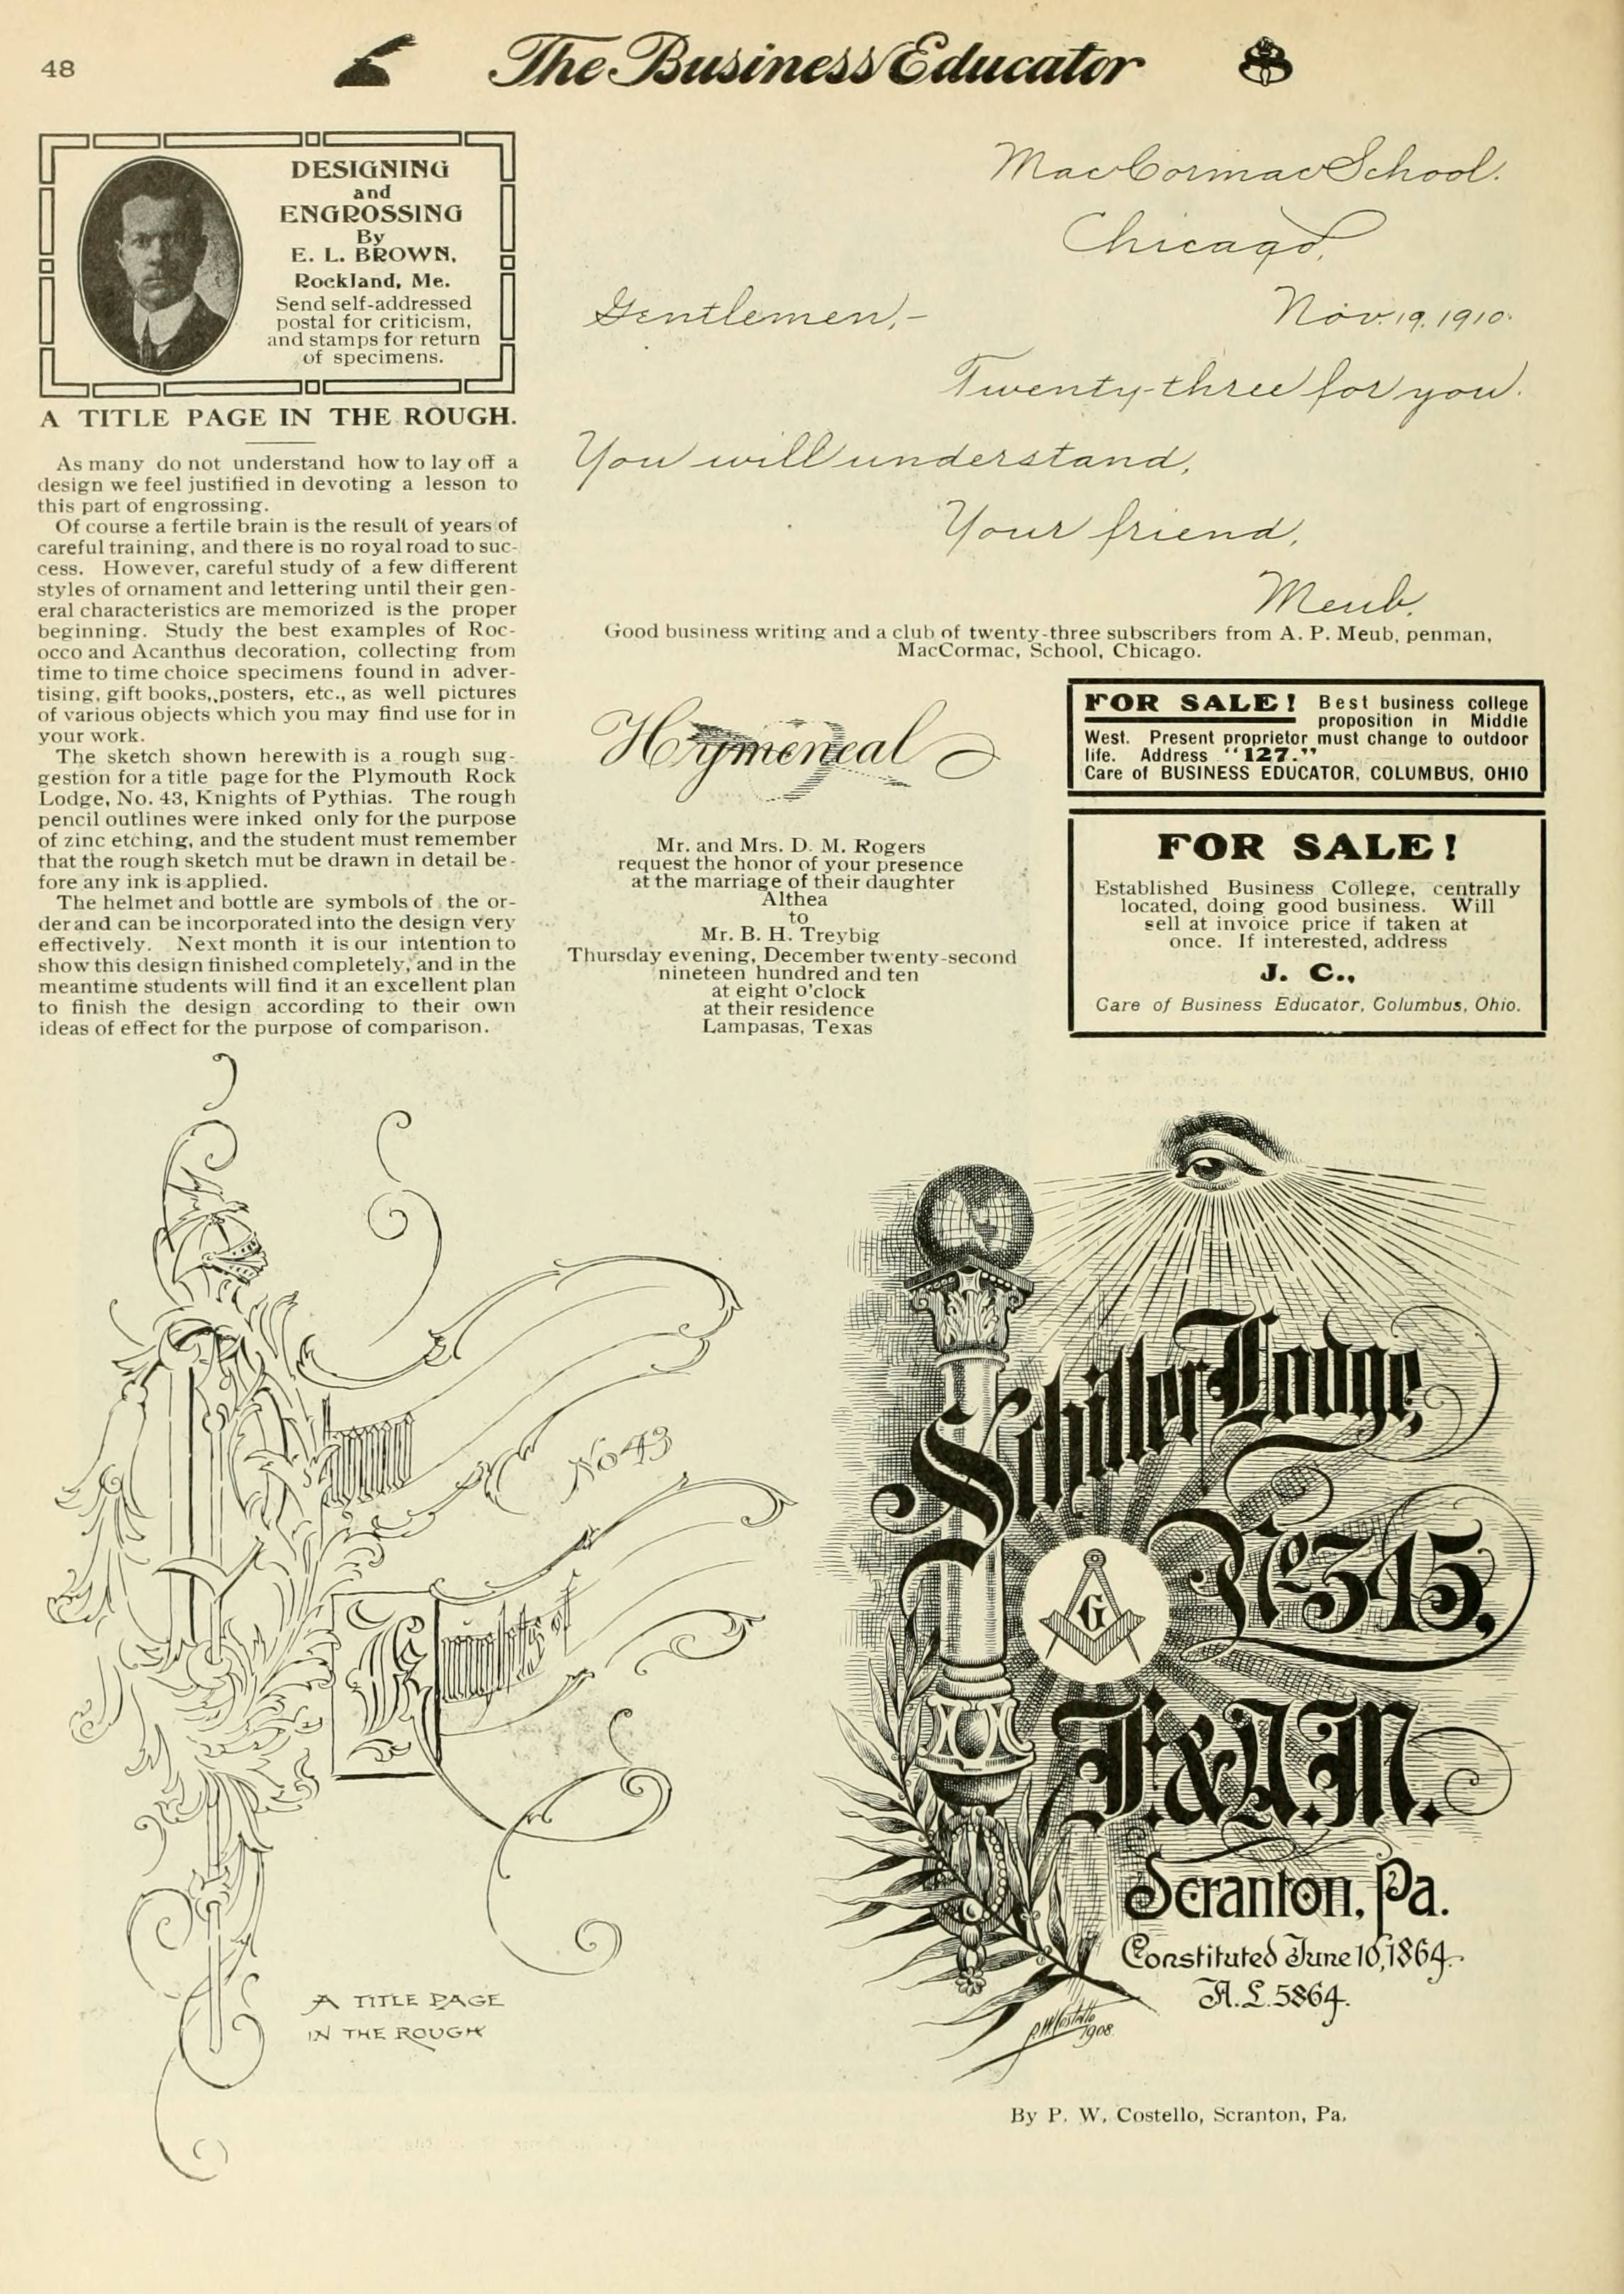 48
The Business Educator
DESIGNING
and
ENGROSSING
By
E. L. BROWN,
Rockland, Me.
Send self-addressed
postal for criticism,
and stamps for return
of specimens.
A TITLE PAGE IN THE ROUGH.
As many do not understand how to lay off a
design we feel justified in devoting a lesson to
this part of engrossing.
Of course a fertile brain is the result of years of
careful training, and there is no royal road to suc-
cess. However, careful study of a few different
styles of ornament and lettering until their gen-
eral characteristics are memorized is the proper
beginning. Study the best examples of Roc-
occo and Acanthus decoration, collecting from
time to time choice specimens found in adver-
tising, gift books, posters, etc., as well pictures
of various objects which you may find use for in
your work.
The sketch shown herewith is a rough sug-
gestion for a title page for the Plymouth Rock
Lodge, No. 43, Knights of Pythias. The rough
pencil outlines were inked only for the purpose
of zinc etching, and the student must remember
that the rough sketch mut be drawn in detail be-
fore any ink is applied.
The helmet and bottle are symbols of the or-
der and can be incorporated into the design very
effectively. Next month it is our intention to
show this design finished completely, and in the
meantime students will find it an excellent plan
to finish the design according to their own
ideas of effect for the purpose of comparison.
MacCormac School.
Chicago,
Gentlemen,- Nov. 19, 1910.
Twenty-three for you.
You will understand,
Your friend,
Meub.
Good business writing and a club of twenty-three subscribers from A. P. Meub, penman,
MacCormac, School, Chicago.
Hymeneal
Mr. and Mrs. D. M. Rogers
request the honor of your presence
at the marriage of their daughter
Althea
to
Mr. B. H. Treybig
Thursday evening, December twenty-second
nineteen hundred and ten
at eight o'clock
at their residence
Lampasas, Texas
FOR SALE! Best business college
proposition in Middle
West. Present proprietor must change to outdoor
life. Address "127."
Care of BUSINESS EDUCATOR, COLUMBUS, OHIO
FOR SALE!
Established Business College, centrally
located, doing good business. Will
sell at invoice price if taken at
once. If interested, address
J. C.,
Care of Business Educator, Columbus, Ohio.
No 43
Knights of
A TITLE PAGE
IN THE ROUGH
Schiller Lodge,
No. 345,
G
F. & A. M.
Scranton, Pa.
Constituted June 10, 1864.
A. L. 5864.
P. W. Costello
1908.
By P. W. Costello, Scranton, Pa.